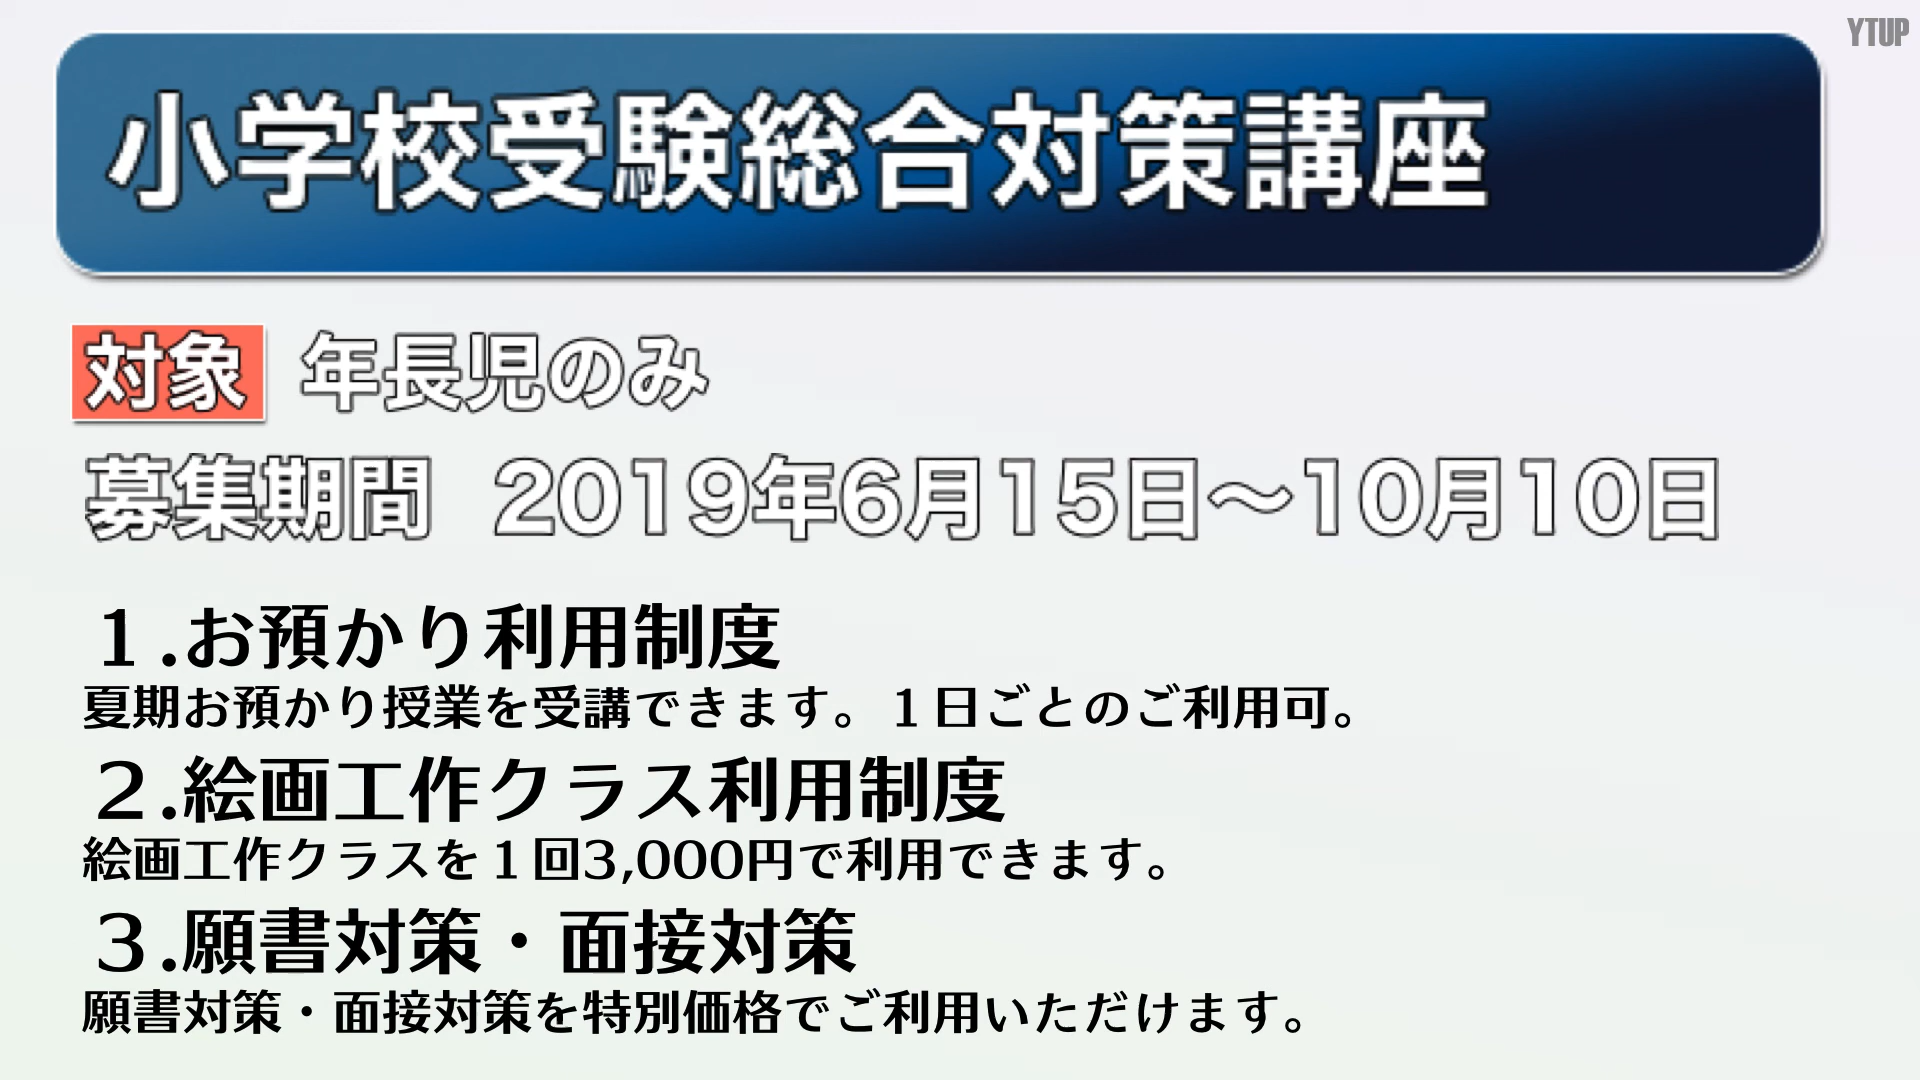 YTUP
小学校受験総合対策講座
対象 年長児のみ
募集期間 2019年6月15日〜10月10日
１.お預かり利用制度
夏期お預かり授業を受講できます。１日ごとのご利用可。
２.絵画工作クラス利用制度
絵画工作クラスを１回3,000円で利用できます。
３.願書対策・面接対策
願書対策・面接対策を特別価格でご利用いただけます。